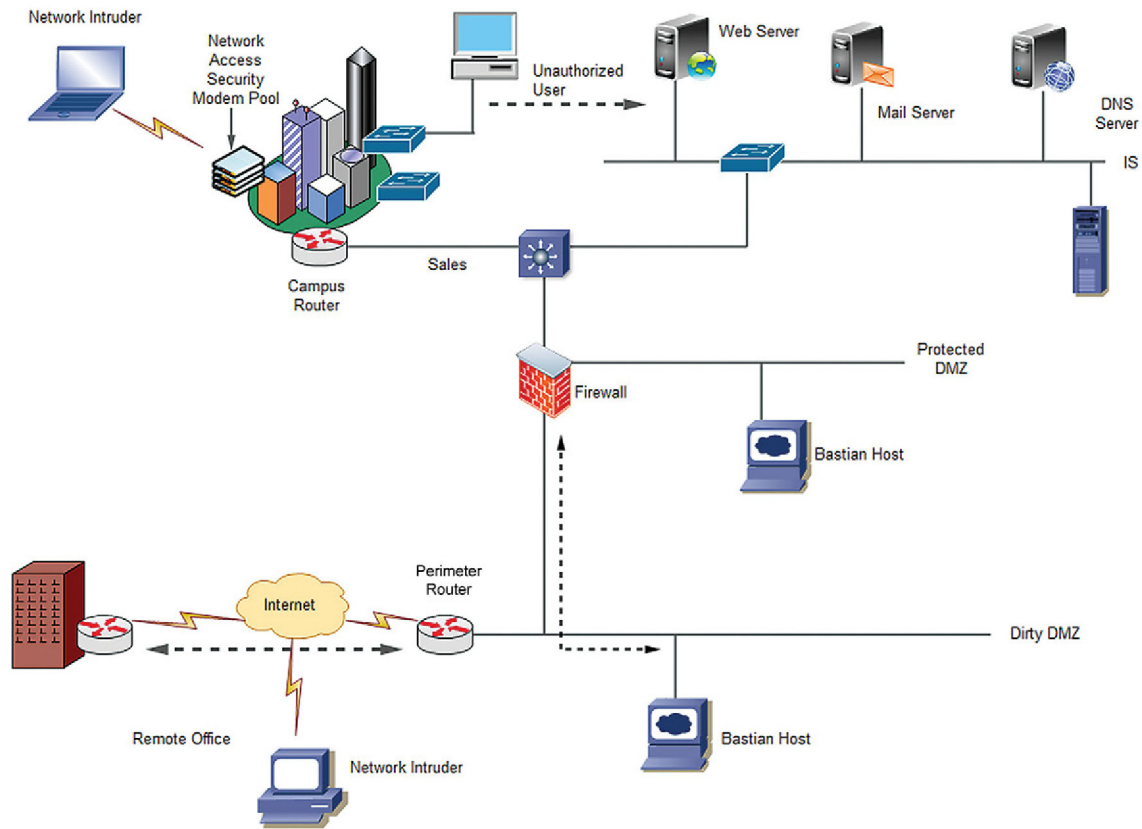 Network Intruder
Network
Access
Security
Modem Pool
Unauthorized
User
Web Server
Mail Server
DNS
Server
IS
Campus
Router
Sales
Protected
DMZ
Firewall
Bastian Host
Perimeter
Router
Internet
Dirty DMZ
Remote Office
Network Intruder
Bastian Host